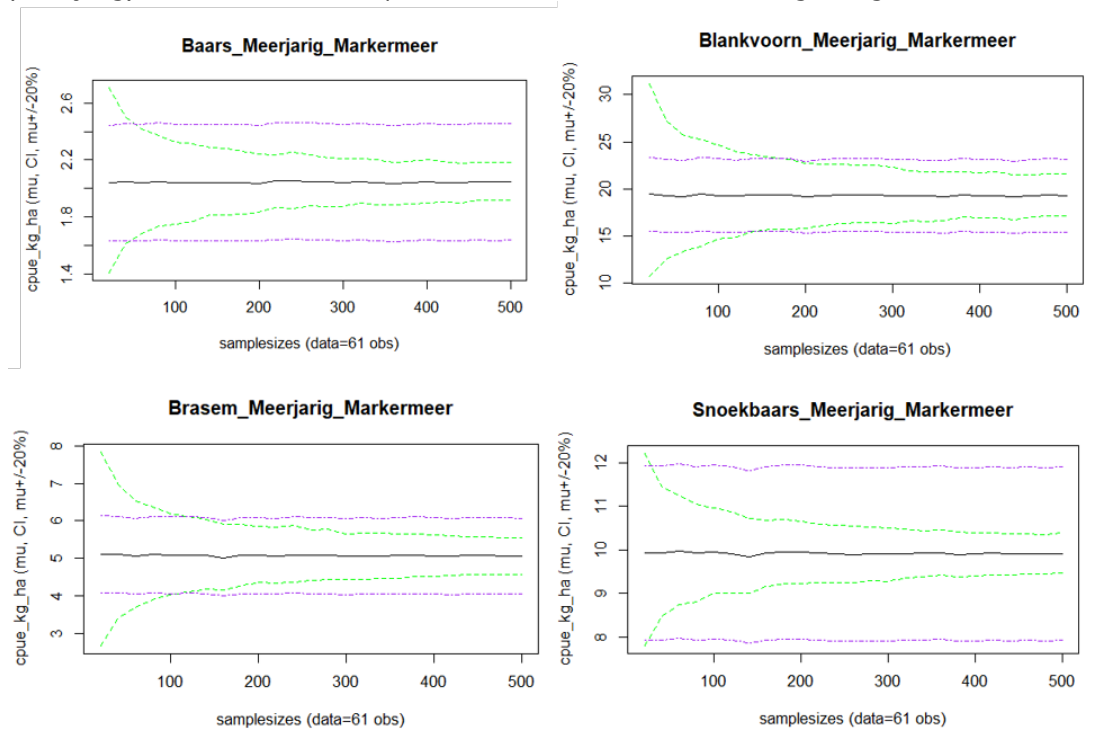 Baars_Meerjarig_Markermeer
cpue_kg_ha (mu, CI, mu+/-20%)
2.6
2.2
1.8
1.4
100 200 300 400 500
samplesizes (data=61 obs)
Blankvoorn_Meerjarig_Markermeer
cpue_kg_ha (mu, CI, mu+/-20%)
30
25
20
15
10
100 200 300 400 500
samplesizes (data=61 obs)
Brasem_Meerjarig_Markermeer
cpue_kg_ha (mu, CI, mu+/-20%)
8
7
6
5
4
3
100 200 300 400 500
samplesizes (data=61 obs)
Snoekbaars_Meerjarig_Markermeer
cpue_kg_ha (mu, CI, mu+/-20%)
12
11
10
9
8
100 200 300 400 500
samplesizes (data=61 obs)